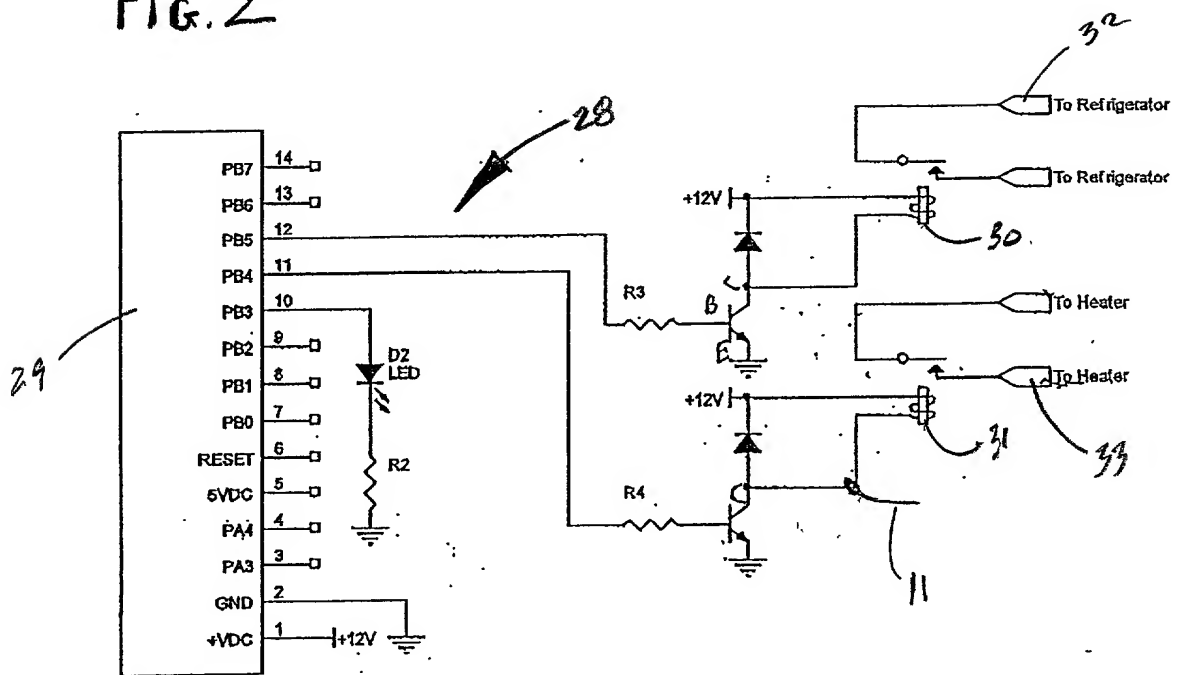 FIG. 2
32
To Refrigerator
28
PB7 14
To Refrigerator
PB6 13
+12V
PB5 12
30
PB4 11
C
R3
B
To Heater
PB3 10
E
PB2 9
D2
LED
To Heater
PB1 8
29
+12V
PB0 7
31
33
RESET 6
R2
5VDC 5
C
R4
PA4 4
PA3 3
11
GND 2
+VDC 1
+12V